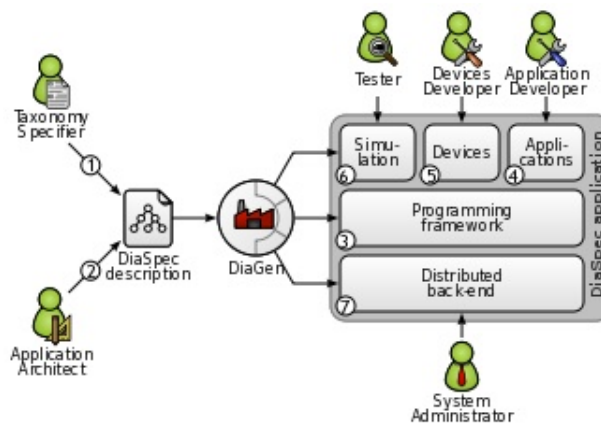 Tester
Devices
Developer
Application
Developer
Taxonomy
Specifier
1
Simu-
lation
6
Devices
5
Appli-
cations
4
DiaSpec application
Programming
framework
3
DiaSpec
description
DiaGen
2
Distributed
back-end
7
Application
Architect
System
Administrator